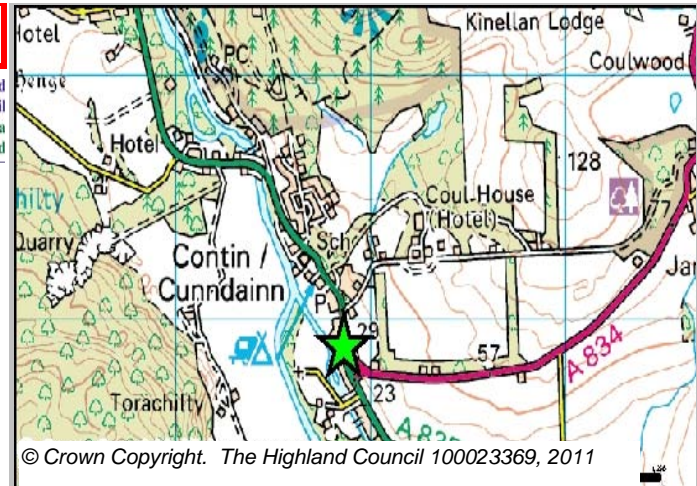 Hotel
Kinellan Lodge
PC
Coulwood
Henge
Hotel
128
Coul House
(Hotel)
77
Quarry
Sch
Contin /
Cunndainn
P
29
57
A 834
23
Torachilty
© Crown Copyright. The Highland Council 100023369, 2011